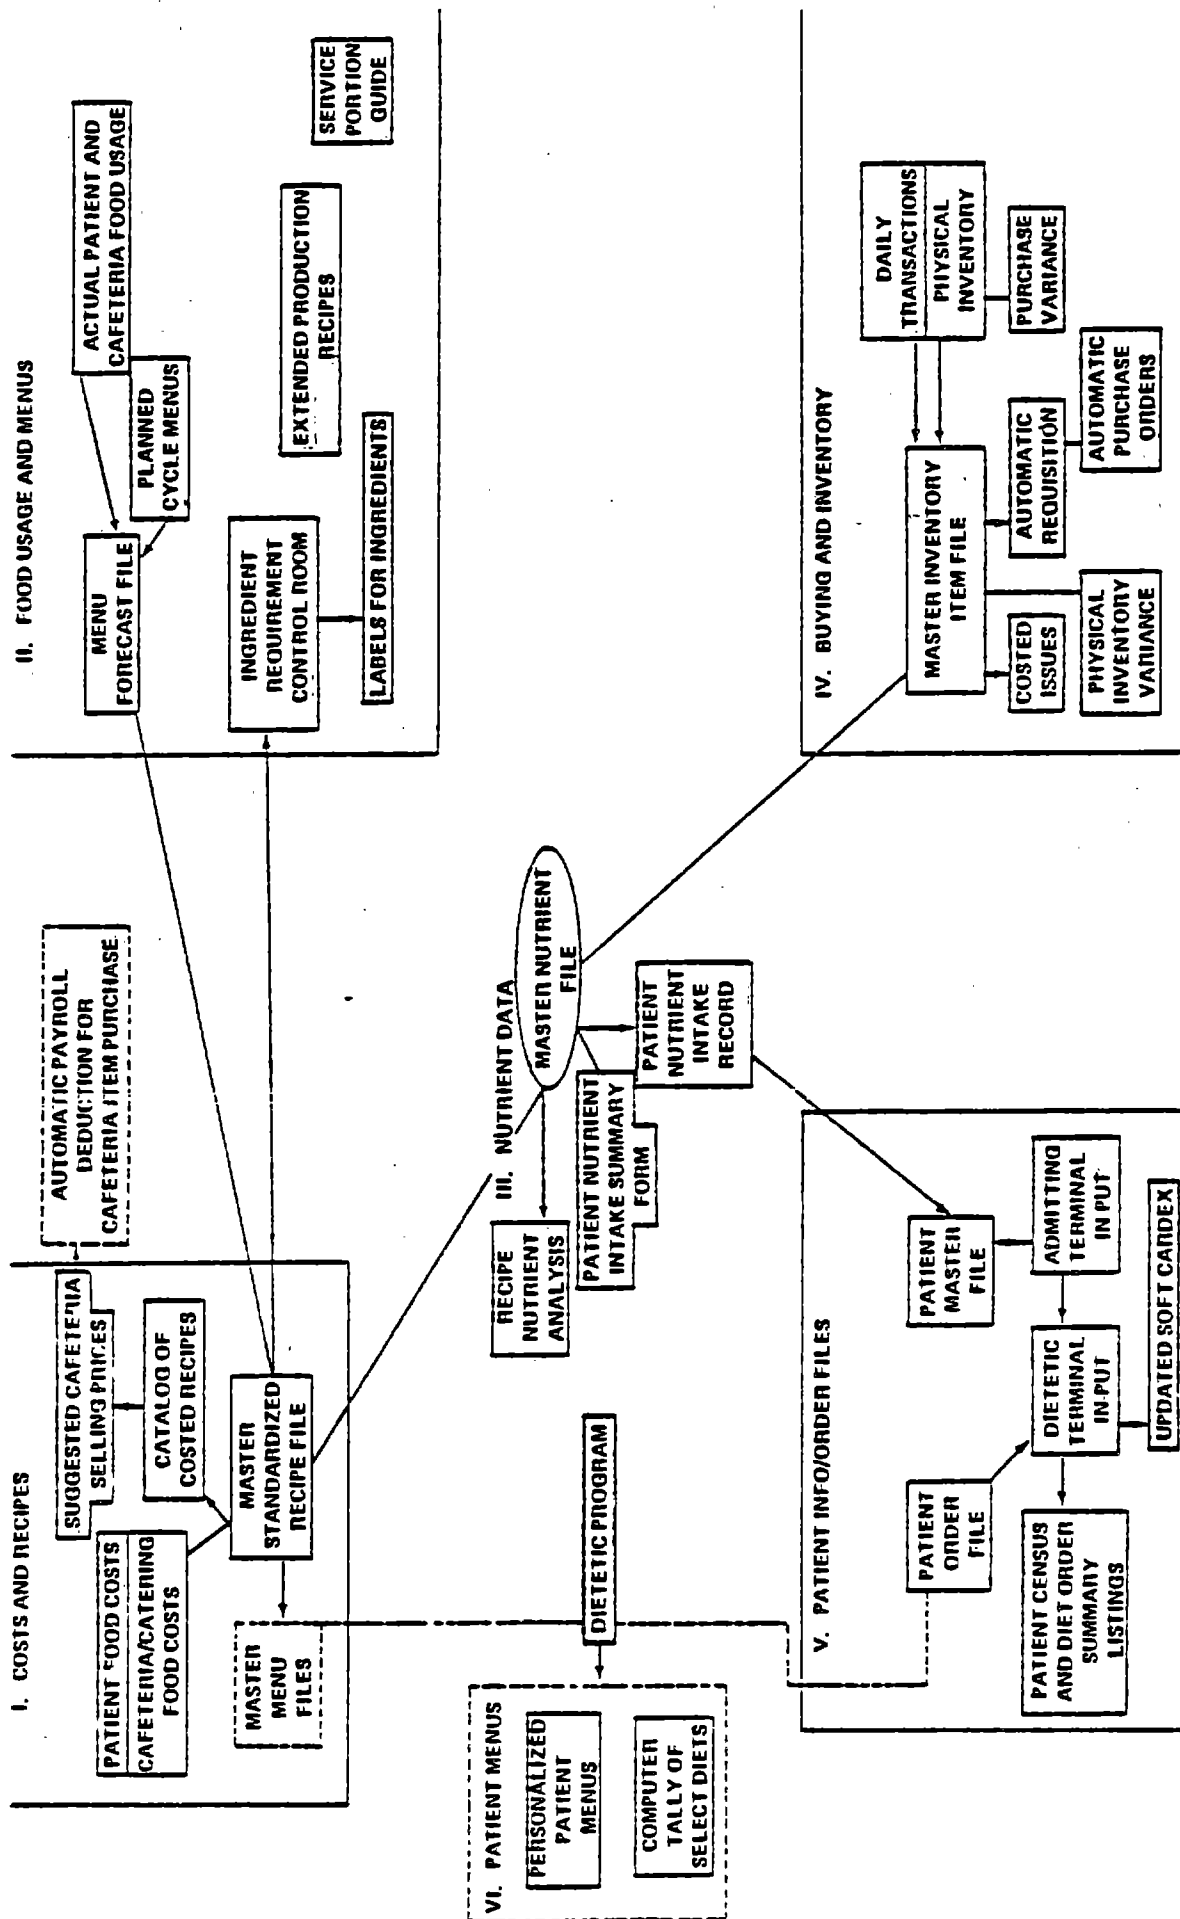 I. COSTS AND RECIPES
PATIENT FOOD COSTS
CAFETERIA/CATERING
FOOD COSTS
SUGGESTED CAFETERIA
SELLING PRICES
CATALOG OF
COSTED RECIPES
MASTER
STANDARDIZED
RECIPE FILE
MASTER
MENU
FILES
AUTOMATIC PAYROLL
DEDUCTION FOR
CAFETERIA ITEM PURCHASE
II. FOOD USAGE AND MENUS
MENU
FORECAST FILE
ACTUAL PATIENT AND
CAFETERIA FOOD USAGE
PLANNED
CYCLE MENUS
INGREDIENT
REQUIREMENT
CONTROL ROOM
LABELS FOR INGREDIENTS
EXTENDED PRODUCTION
RECIPES
SERVICE
PORTION
GUIDE
III. NUTRIENT DATA
MASTER NUTRIENT
FILE
RECIPE
NUTRIENT
ANALYSIS
PATIENT NUTRIENT
INTAKE SUMMARY
FORM
PATIENT
NUTRIENT
INTAKE
RECORD
IV. BUYING AND INVENTORY
DAILY
TRANSACTIONS
PHYSICAL
INVENTORY
MASTER INVENTORY
ITEM FILE
PURCHASE
VARIANCE
AUTOMATIC
REQUISITION
AUTOMATIC
PURCHASE
ORDERS
COSTED
ISSUES
PHYSICAL
INVENTORY
VARIANCE
V. PATIENT INFO/ORDER FILES
PATIENT
ORDER
FILE
PATIENT
MASTER
FILE
DIETETIC
TERMINAL
IN-PUT
ADMITTING
TERMINAL
IN PUT
PATIENT CENSUS
AND DIET ORDER
SUMMARY
LISTINGS
UPDATED SOFT CARDEX
DIETETIC PROGRAM
VI. PATIENT MENUS
PERSONALIZED
PATIENT
MENUS
COMPUTER
TALLY OF
SELECT DIETS